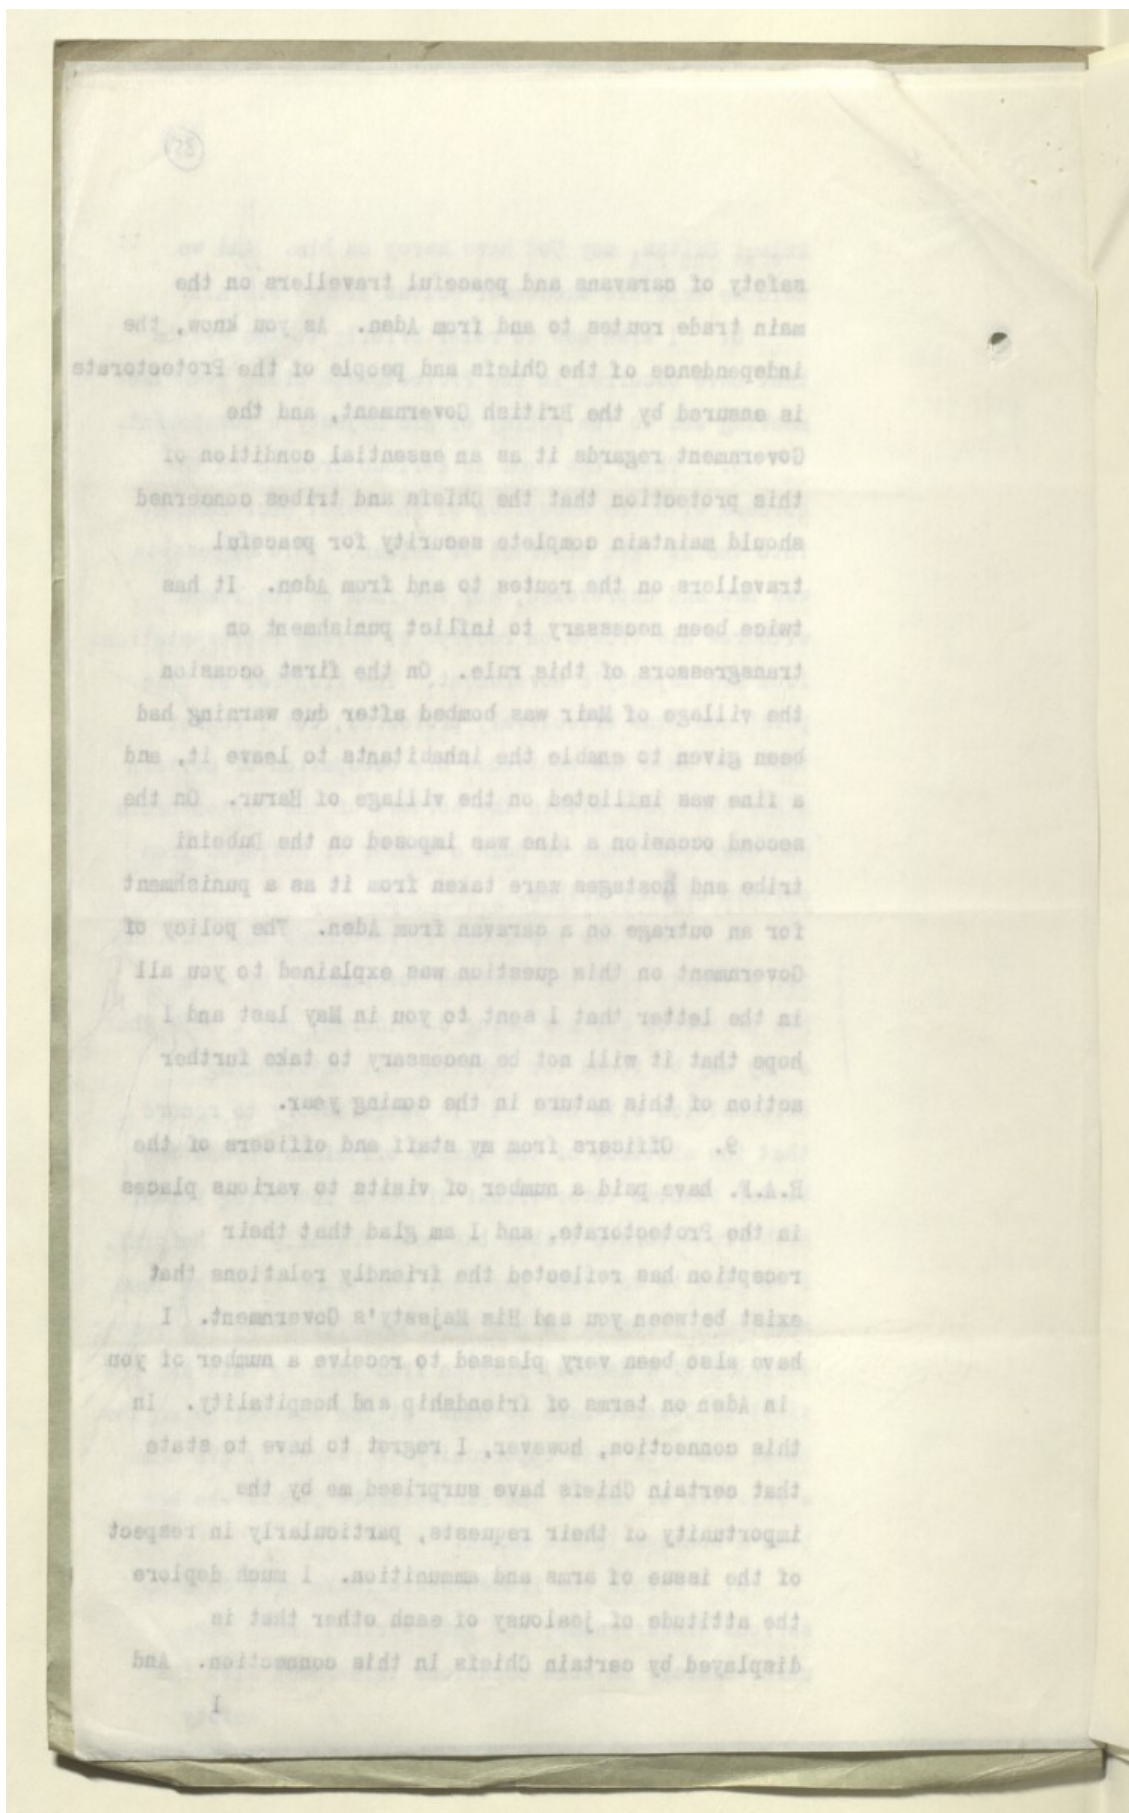 safety of caravans and peaceful travellers on the
main trade routes to and from Aden. As you know, the
independence of the Chiefs and people of the Protectorate
is ensured by the British Government, and the
Government regards it as an essential condition of
this protection that the Chiefs and tribes concerned
should maintain complete security for peaceful
travellers on the routes to and from Aden. It has
twice been necessary to inflict punishment on
transgressors of this rule. On the first occasion
the village of Mair was bombed after due warning had
been given to enable the inhabitants to leave it, and
a fine was inflicted on the village of Harur. On the
second occasion a fine was imposed on the Dubeini
tribe and hostages were taken from it as a punishment
for an outrage on a caravan from Aden. The policy of
Government on this question was explained to you all
in the letter that I sent to you in May last and I
hope that it will not be necessary to take further
action of this nature in the coming year.
9. Officers from my staff and officers of the
R.A.F. have paid a number of visits to various places
in the Protectorate, and I am glad that their
reception has reflected the friendly relations that
exist between you and His Majesty's Government. I
have also been very pleased to receive a number of you
in Aden on terms of friendship and hospitality. In
this connection, however, I regret to have to state
that certain Chiefs have surprised me by the
importunity of their requests, particularly in respect
of the issue of arms and ammunition. I much deplore
the attitude of jealousy of each other that is
displayed by certain Chiefs in this connection. And
I